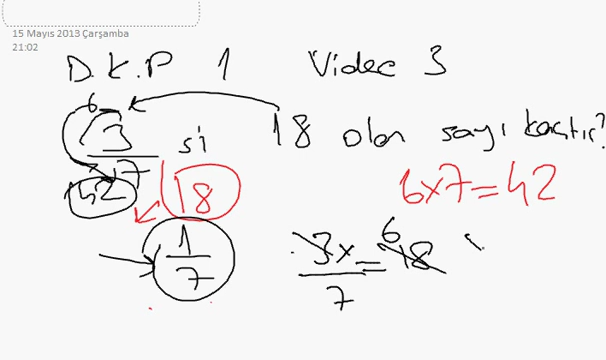 15 Mayıs 2013 Çarşamba
21:02
D.K.P 1 Video 3
6
3/7 si 18 olan sayı kaçtır?
42 18 6x7=42
1/7 3x/7=18 6